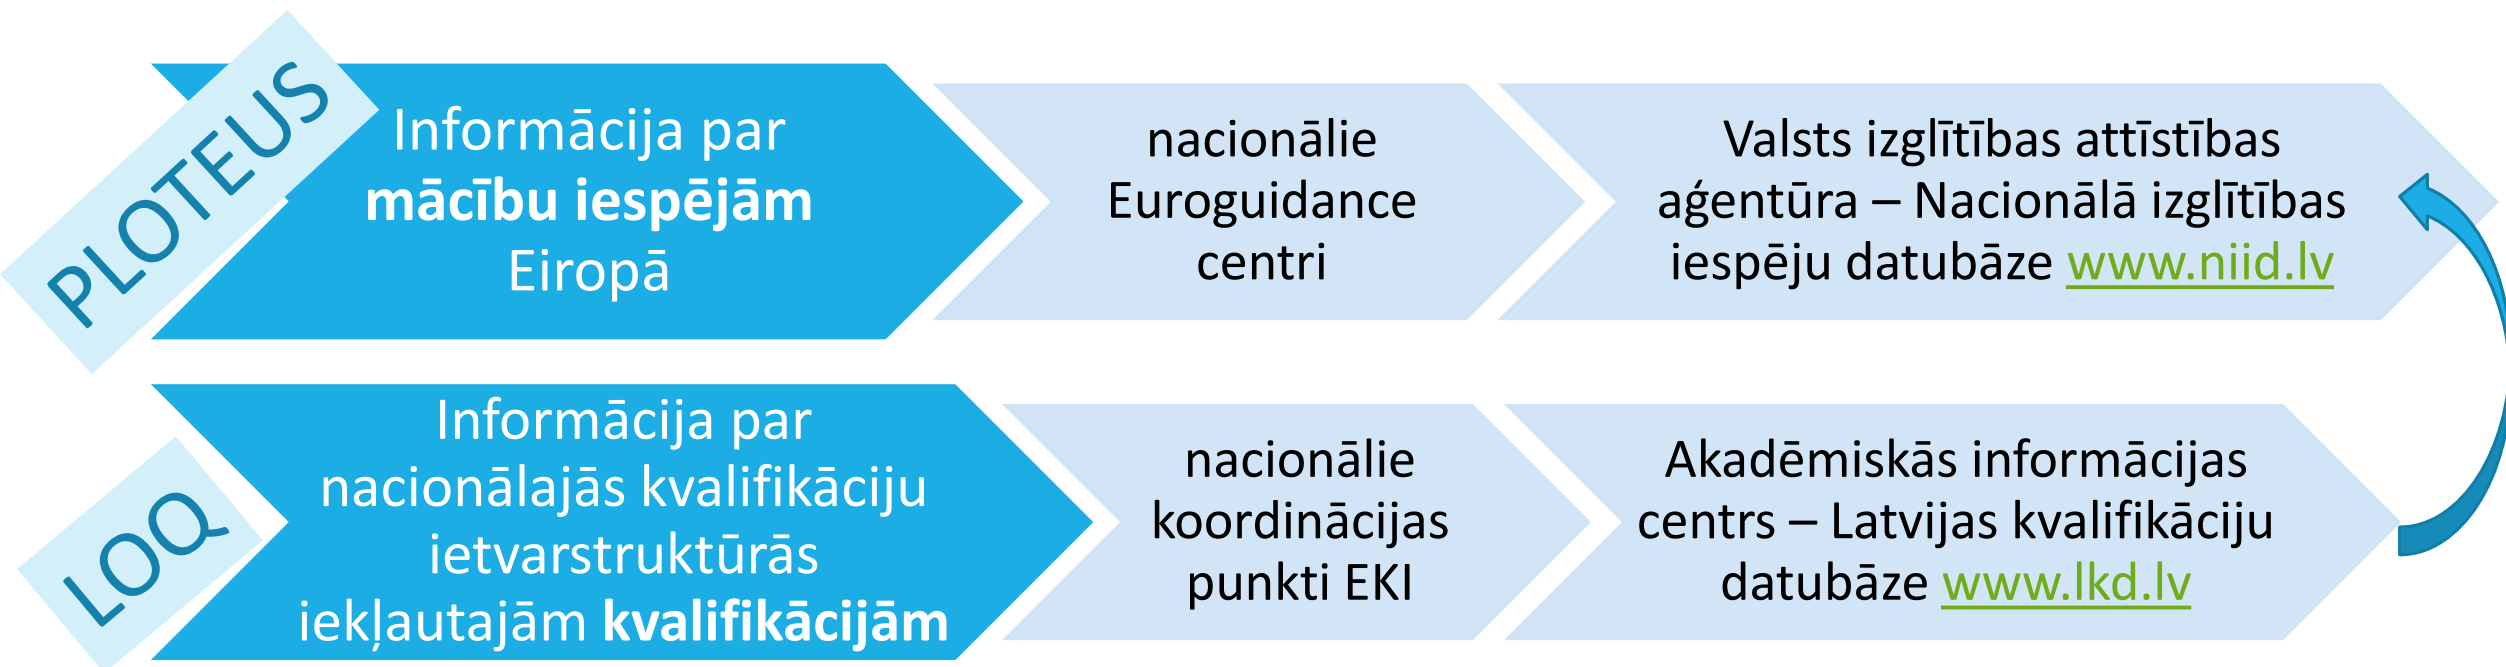 PLOTEUS
Informācija par
mācību iespējām
Eiropā
nacionālie
Euroguidance
centri
Valsts izglītības attīstības
aģentūra— Nacionālā izglītības
iespēju datubāze www.niid.lv
LOQ
Informācija par
nacionālajās kvalifikāciju
ietvarstruktūrās
iekļautajām kvalifikācijām
nacionālie
koordinācijas
punkti EKI
Akadēmiskās informācijas
centrs — Latvijas kvalifikāciju
datubāze www.lkd.lv